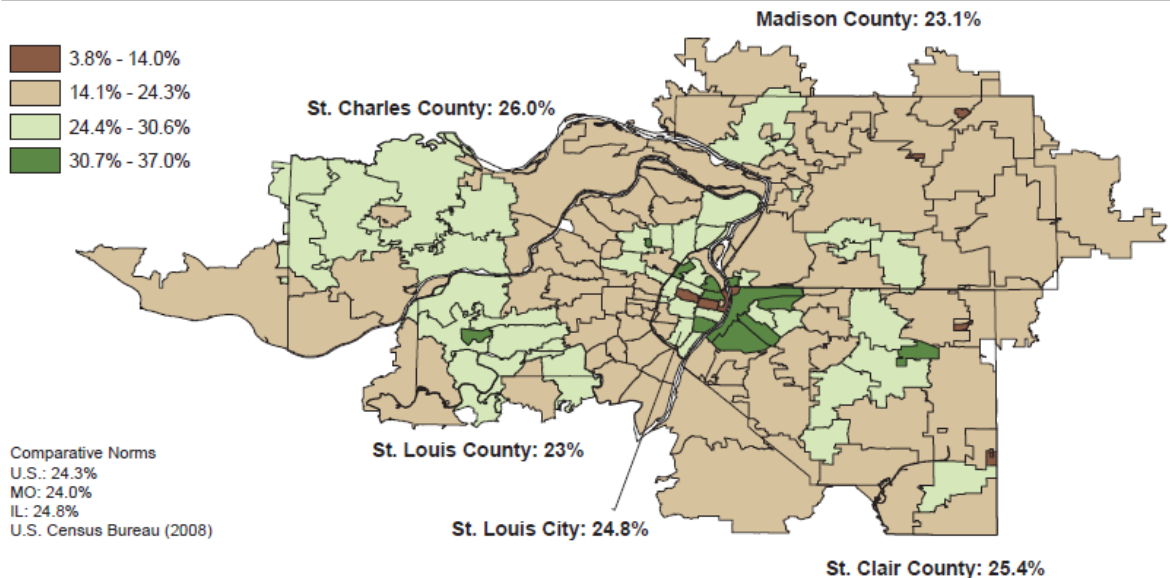 Madison County: 23.1%
3.8% - 14.0%
14.1% - 24.3%
24.4% - 30.6%
30.7% - 37.0%
St. Charles County: 26.0%
St. Louis County: 23%
Comparative Norms
U.S.: 24.3%
MO: 24.0%
IL: 24.8%
U.S. Census Bureau (2008)
St. Louis City: 24.8%
St. Clair County: 25.4%